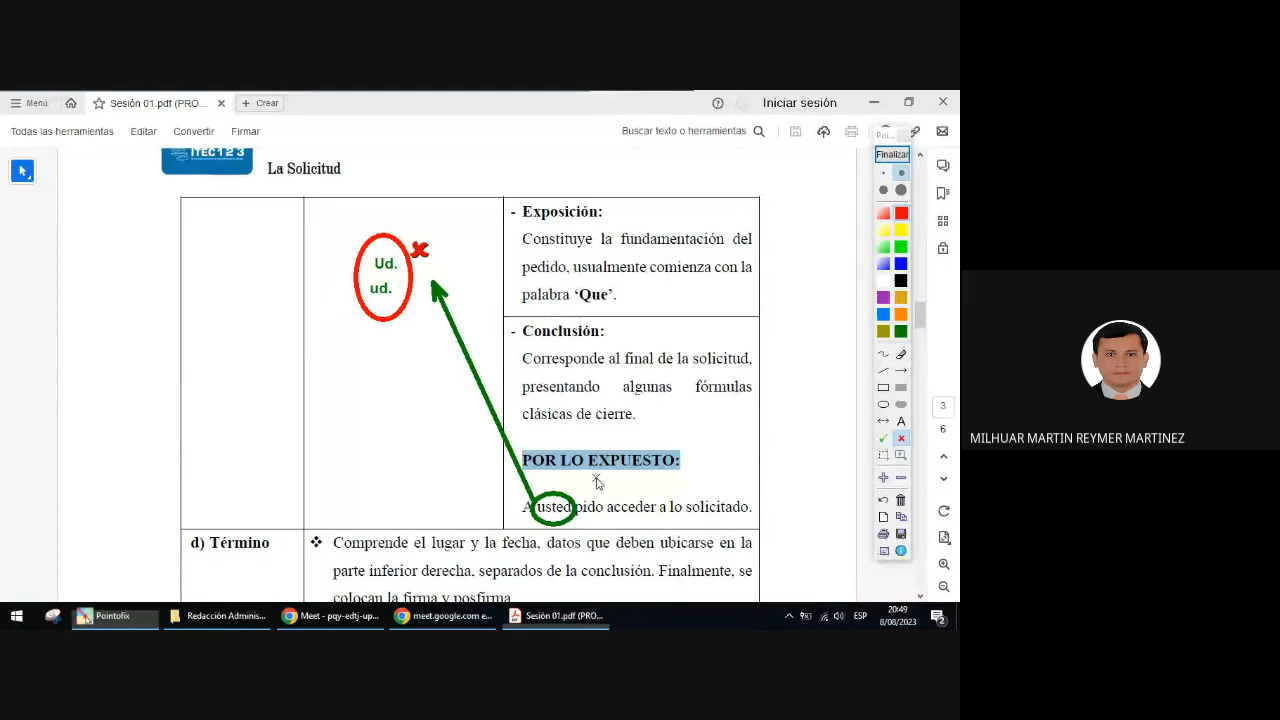 Menú
Sesión 01.pdf (PRO...
Crear
Iniciar sesión
Todas las herramientas
Editar
Convertir
Firmar
Buscar texto o herramientas
Poi...
Finalizar
ITEC123
La Solicitud
Ud.
ud.
- Exposición:
Constituye la fundamentación del
pedido, usualmente comienza con la
palabra ‘Que’.
- Conclusión:
Corresponde al final de la solicitud,
presentando algunas fórmulas
clásicas de cierre.
POR LO EXPUESTO:
A usted pido acceder a lo solicitado.
d) Término
❖ Comprende el lugar y la fecha, datos que deben ubicarse en la
parte inferior derecha, separados de la conclusión. Finalmente, se
colocan la firma y posfirma
A
3
6
MILHUAR MARTIN REYMER MARTINEZ
Pointofix
Redacción Adminis...
Meet - pqy-edtj-up...
meet.google.com e...
Sesión 01.pdf (PRO...
ESP
20:49
8/08/2023
2